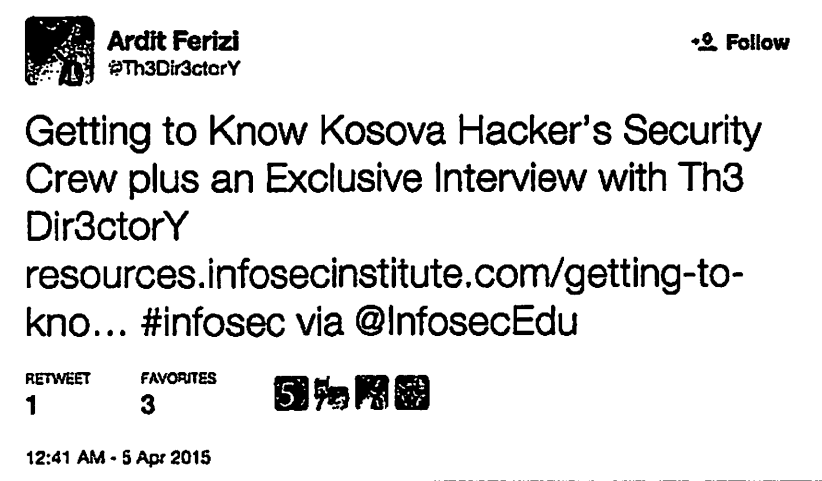 Ardit Ferizi
@Th3Dir3ctorY
Follow
Getting to Know Kosova Hacker's Security
Crew plus an Exclusive Interview with Th3
Dir3ctorY
resources.infosecinstitute.com/getting-to-
kno... #infosec via @InfosecEdu
RETWEET FAVORITES
1 3
12:41 AM - 5 Apr 2015